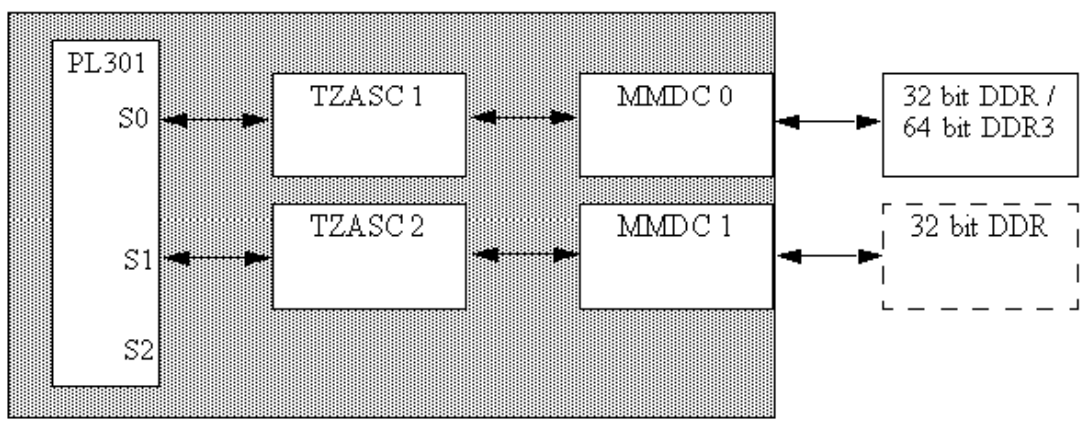 PL301
S0
TZASC 1
MMDC 0
32 bit DDR /
64 bit DDR3
S1
TZASC 2
MMDC 1
32 bit DDR
S2